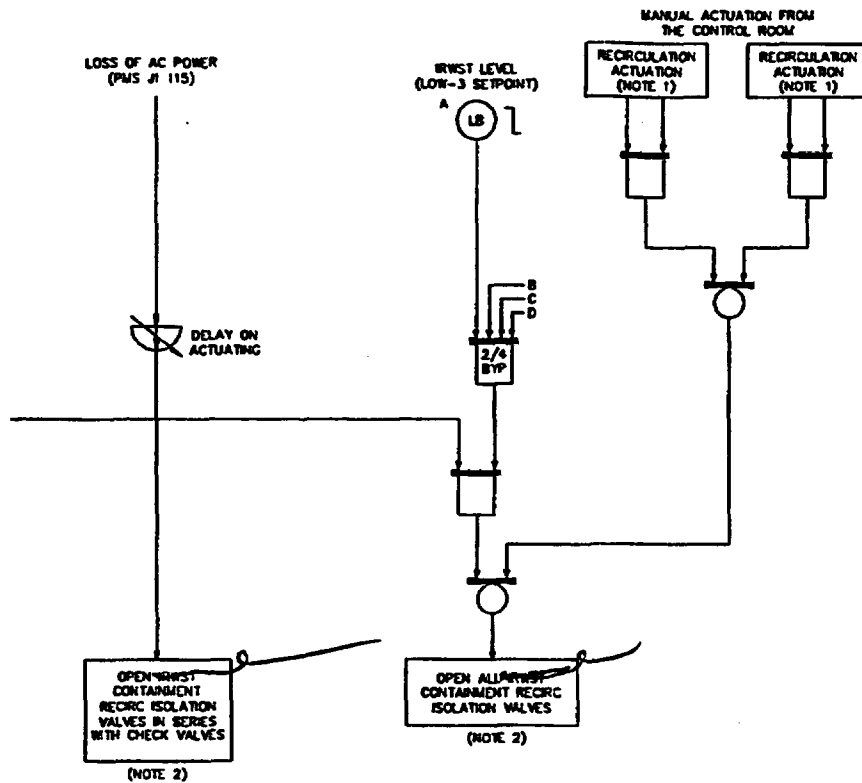 MANUAL ACTUATION FROM
THE CONTROL ROOM
LOSS OF AC POWER
(PMS J1 115)
IRWST LEVEL
(LOW-3 SETPOINT)
RECIRCULATION
ACTUATION
(NOTE 1)
RECIRCULATION
ACTUATION
(NOTE 1)
A
LB
B
C
D
DELAY ON
ACTUATING
2/4
BYP
OPEN IRWST
CONTAINMENT
RECIRC ISOLATION
VALVES IN SERIES
WITH CHECK VALVES
(NOTE 2)
OPEN ALL IRWST
CONTAINMENT RECIRC
ISOLATION VALVES
(NOTE 2)